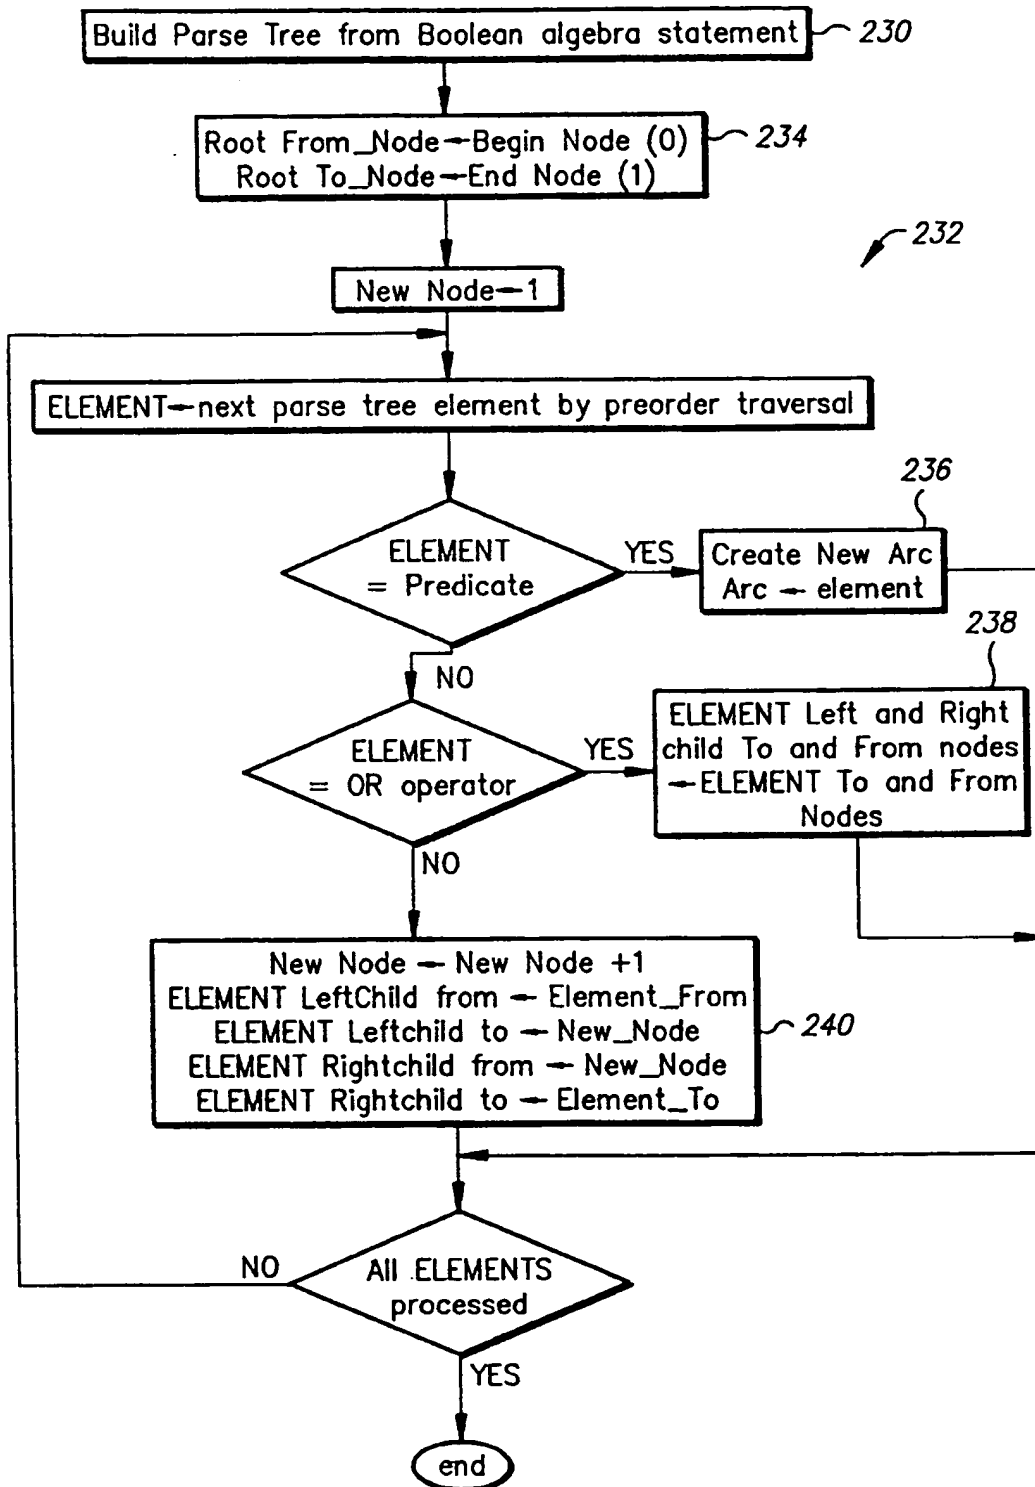 Build Parse Tree from Boolean algebra statement
230
Root From_Node←Begin Node (0)
Root To_Node←End Node (1)
234
232
New Node←1
ELEMENT←next parse tree element by preorder traversal
236
ELEMENT
= Predicate
YES
Create New Arc
Arc ← element
NO
238
ELEMENT
= OR operator
YES
ELEMENT Left and Right
child To and From nodes
←ELEMENT To and From
Nodes
NO
New Node ← New Node +1
ELEMENT LeftChild from ← Element_From
ELEMENT Leftchild to ← New_Node
ELEMENT Rightchild from ← New_Node
ELEMENT Rightchild to ← Element_To
240
NO
All ELEMENTS
processed
YES
end